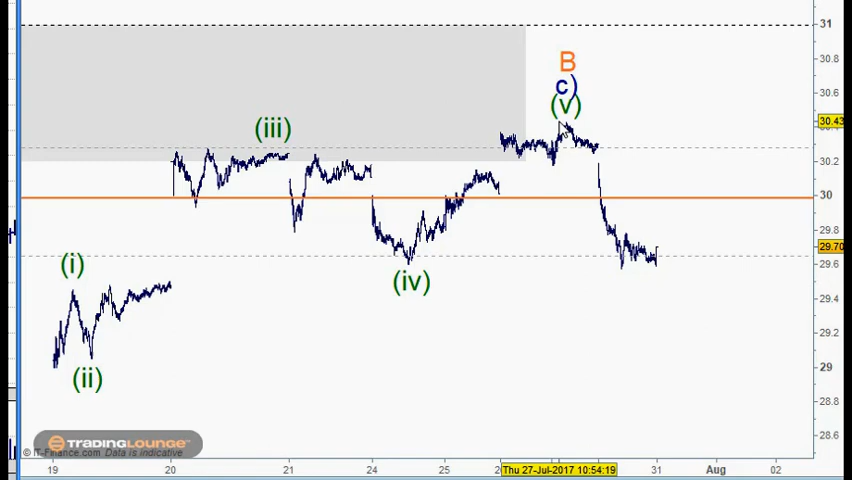 31
30.8
B
c)
30.6
(v)
30.43
(iii)
30.2
30
29.8
29.70
(i)
29.6
(iv)
29.4
29.2
(ii)
29
28.8
TRADINGLOUNGE
28.6
© IT-Finance.com Data is indicative
19 20 21 24 25 Thu 27-Jul-2017 10:54:19 31 Aug 02